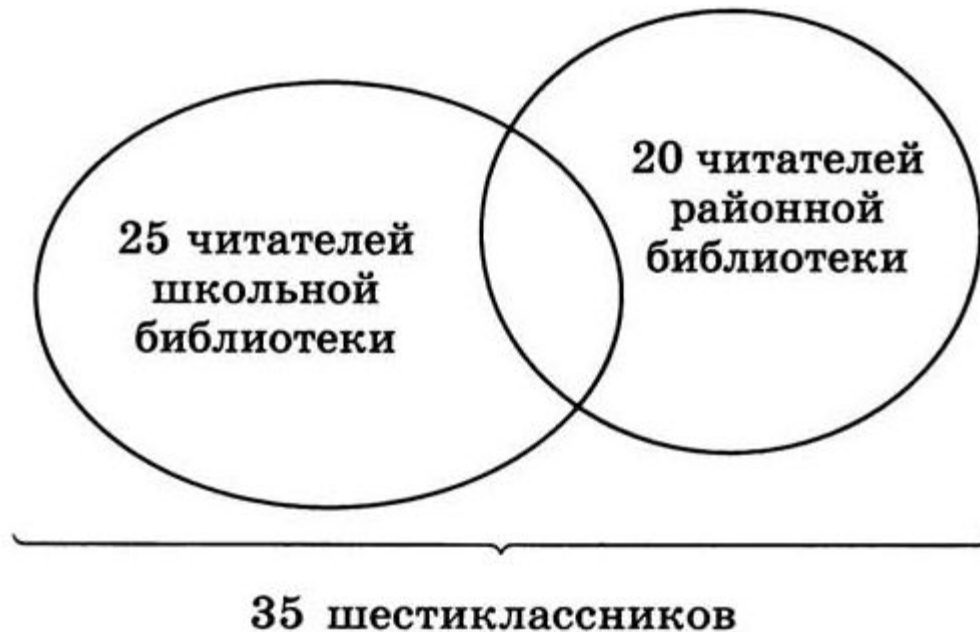 25 читателей
школьной
библиотеки
20 читателей
районной
библиотеки
35 шестиклассников